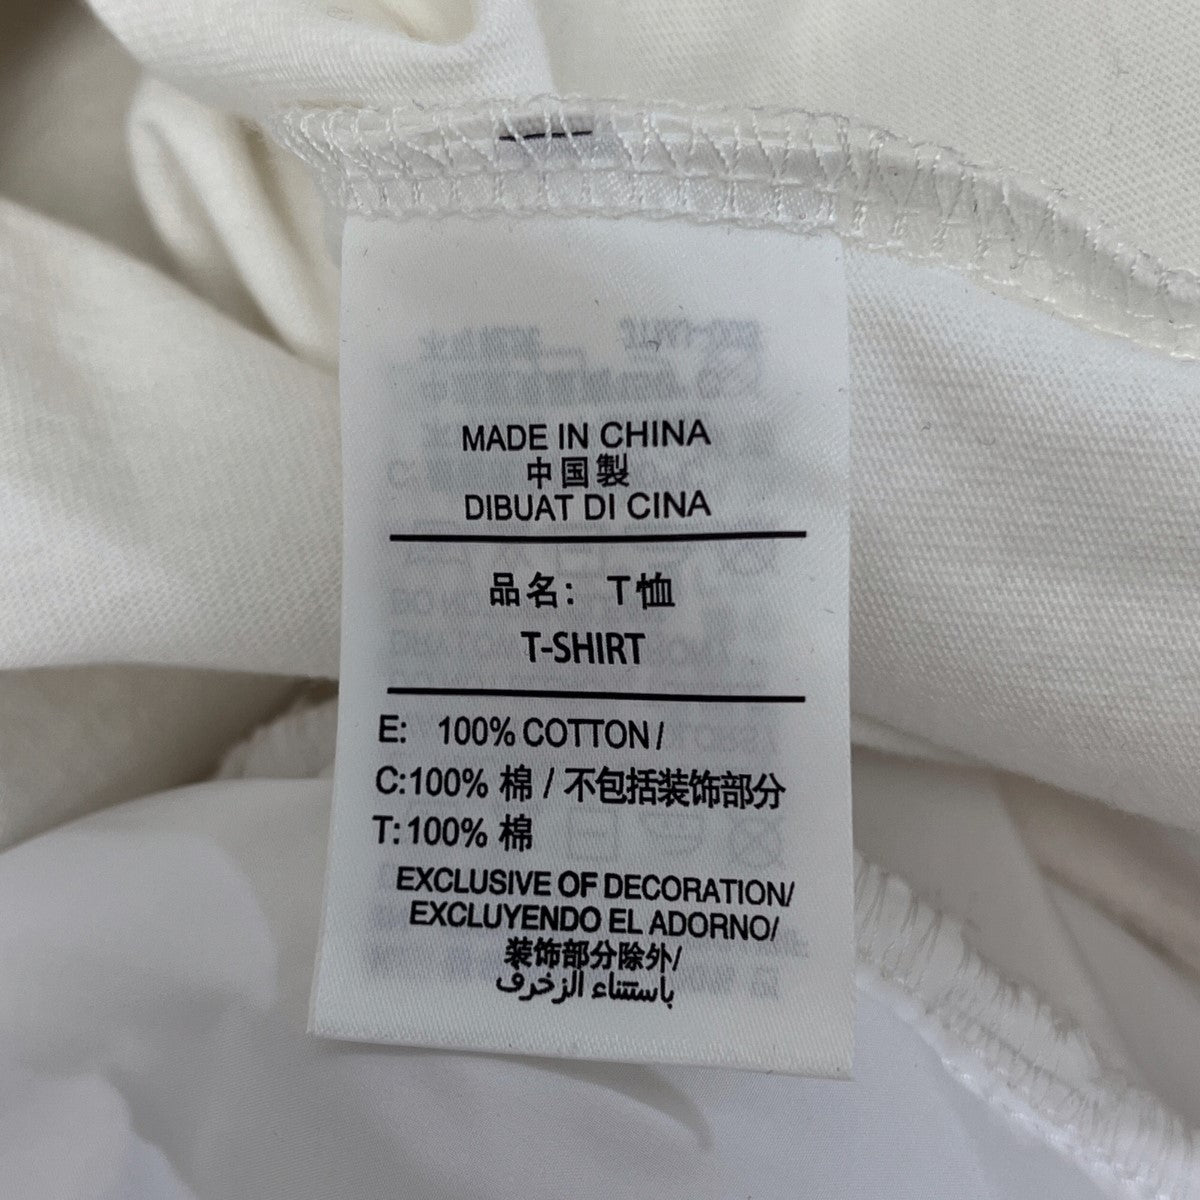 MADE IN CHINA
中国製
DIBUAT DI CINA
品名: T恤
T-SHIRT
E: 100% COTTON/
C:100% 棉 / 不包括装饰部分
T:100% 棉
EXCLUSIVE OF DECORATION/
EXCLUYENDO EL ADORNO/
装饰部分除外/
باستثناء الزخرف